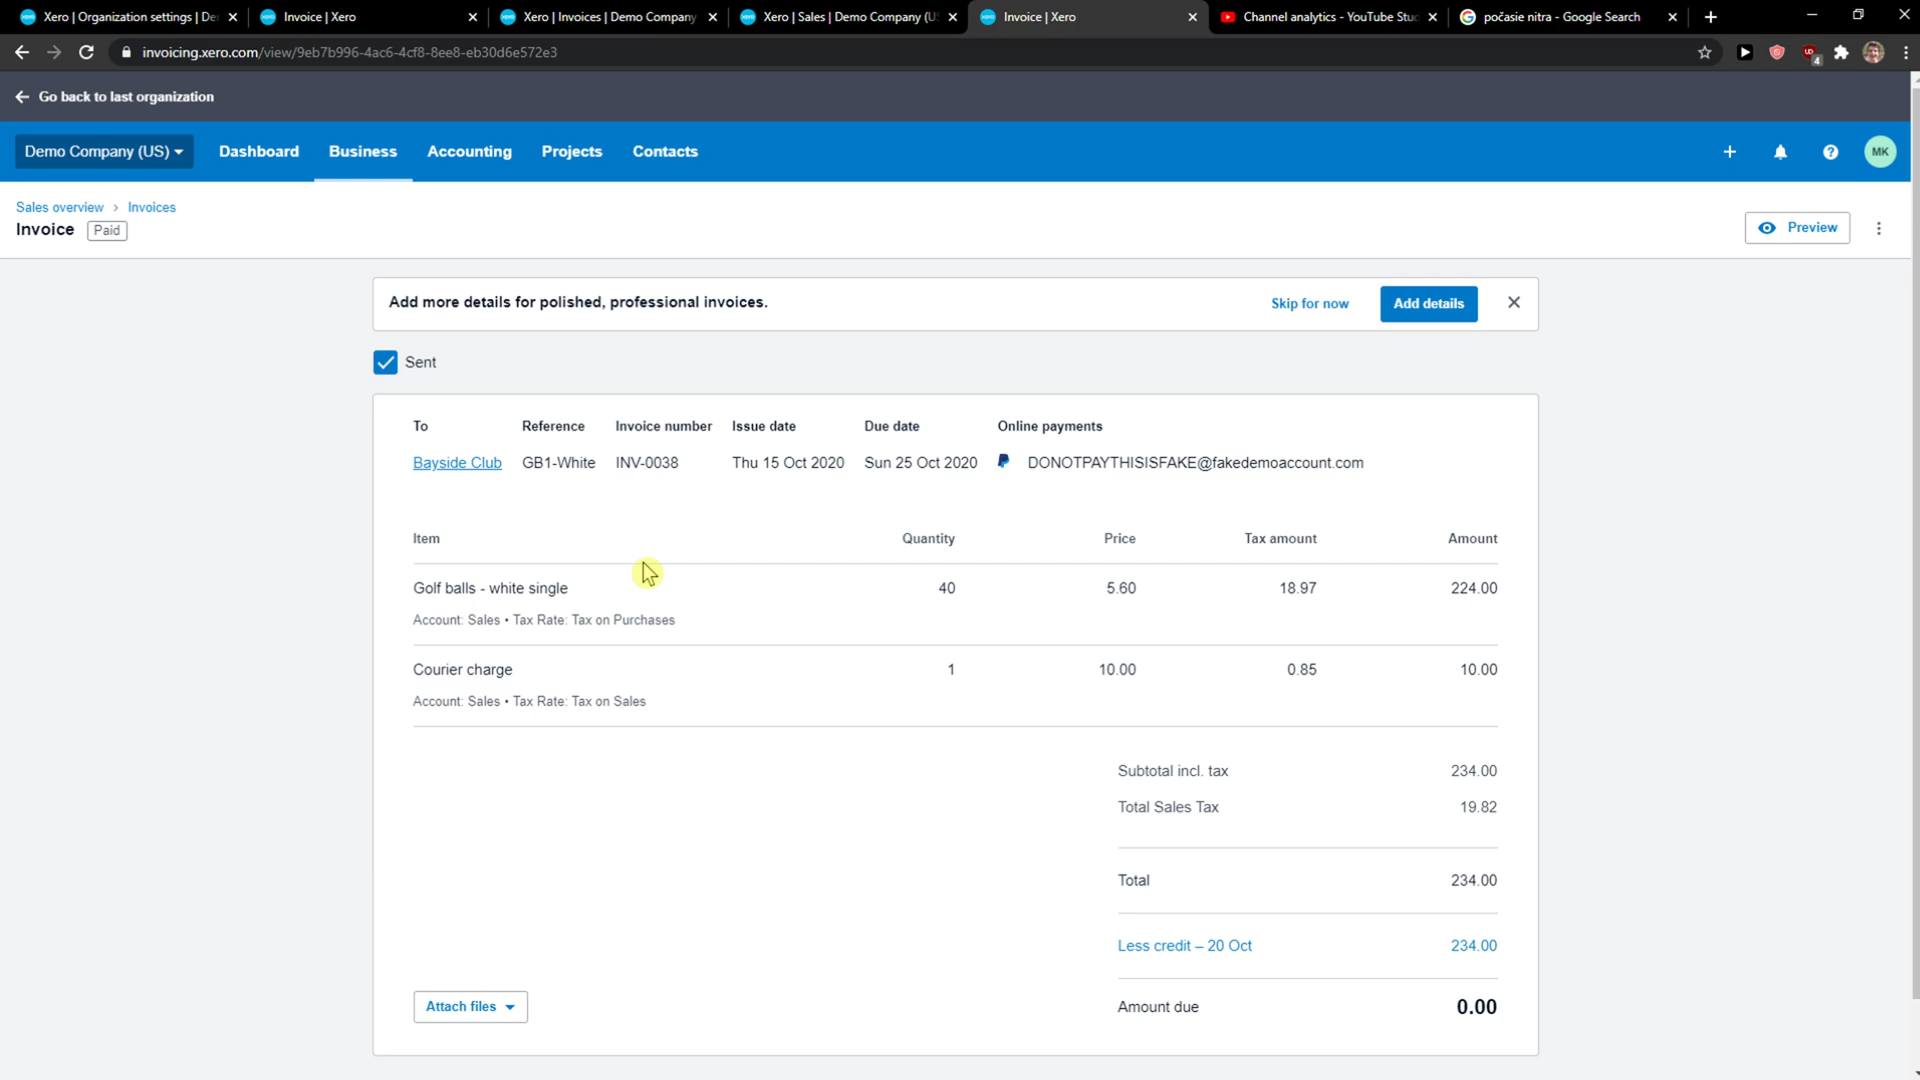 Xero | Organization settings | De
Invoice | Xero
Xero | Invoices | Demo Company
Xero | Sales | Demo Company (U
Invoice | Xero
Channel analytics - YouTube Stud
počasie nitra - Google Search
invoicing.xero.com/view/9eb7b996-4ac6-4cf8-8ee8-eb30d6e572e3
4
Go back to last organization
Demo Company (US)
Dashboard
Business
Accounting
Projects
Contacts
MK
Sales overview > Invoices
Invoice Paid
Preview
Add more details for polished, professional invoices.
Skip for now
Add details
Sent
To Reference Invoice number Issue date Due date Online payments
Bayside Club GB1-White INV-0038 Thu 15 Oct 2020 Sun 25 Oct 2020 DONOTPAYTHISISFAKE@fakedemoaccount.com
Item Quantity Price Tax amount Amount
Golf balls - white single 40 5.60 18.97 224.00
Account: Sales • Tax Rate: Tax on Purchases
Courier charge 1 10.00 0.85 10.00
Account: Sales • Tax Rate: Tax on Sales
Subtotal incl. tax 234.00
Total Sales Tax 19.82
Total 234.00
Less credit – 20 Oct 234.00
Attach files
Amount due 0.00